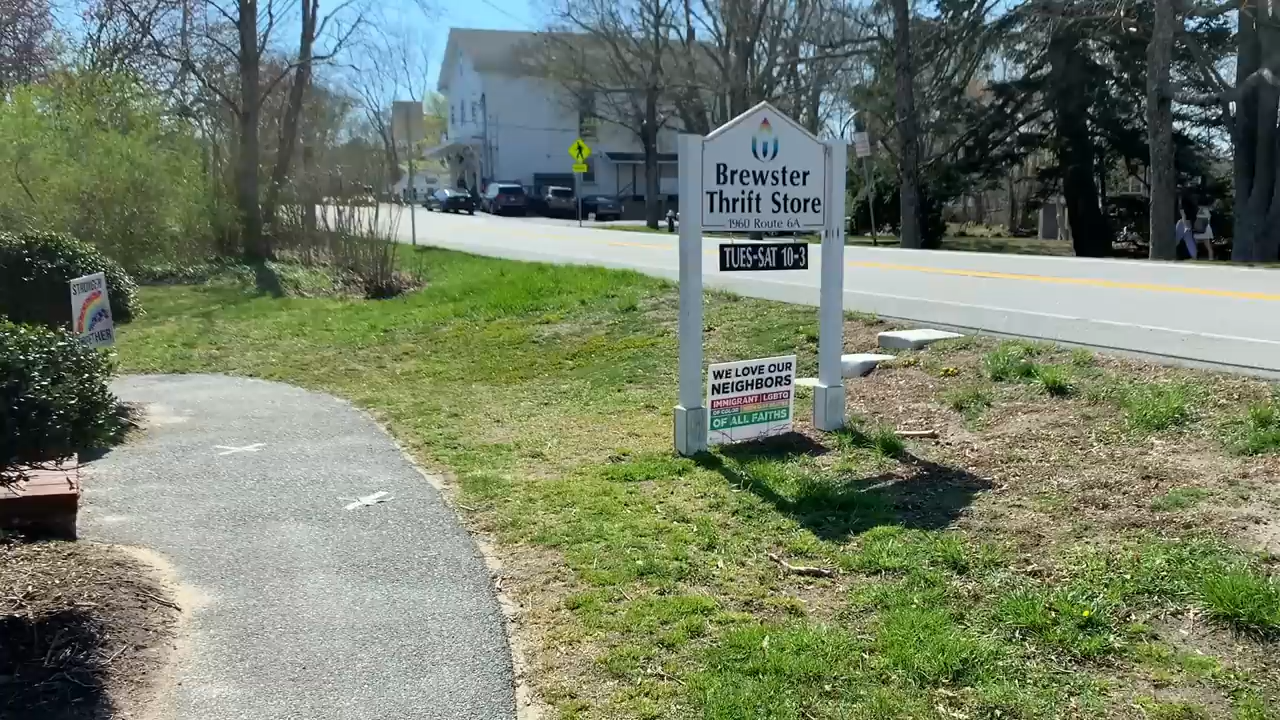 Brewster
Thrift Store
1960 Route 6A
TUES-SAT 10-3
WE LOVE OUR
NEIGHBORS
IMMIGRANT | LGBTQ
OF COLOR
OF ALL FAITHS
STRONGER